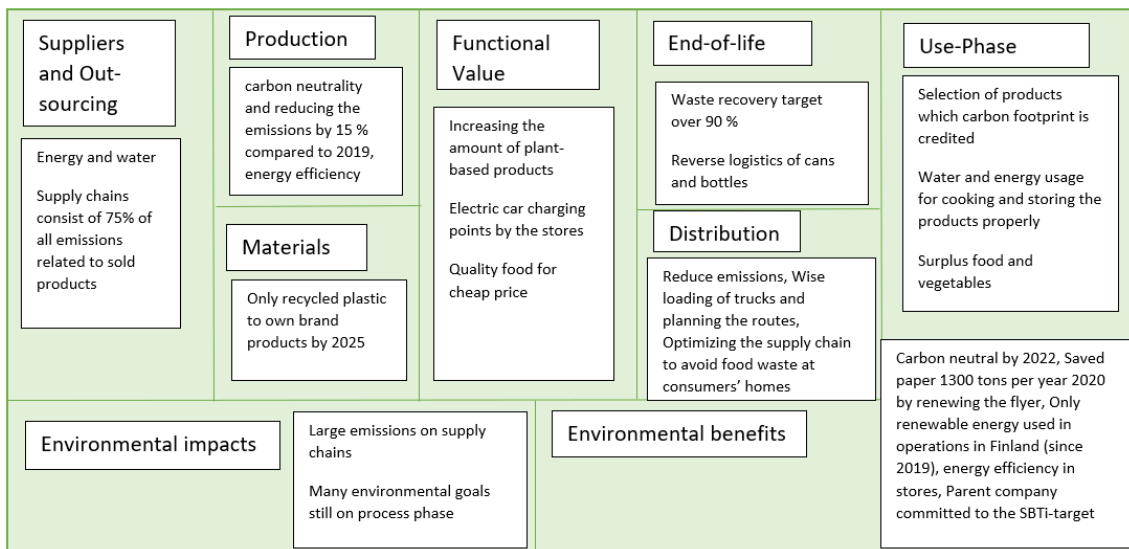 Suppliers
and Out-
sourcing
Energy and water
Supply chains
consist of 75% of
all emissions
related to sold
products
Production
carbon neutrality
and reducing the
emissions by 15 %
compared to 2019,
energy efficiency
Materials
Only recycled plastic
to own brand
products by 2025
Functional
Value
Increasing the
amount of plant-
based products
Electric car charging
points by the stores
Quality food for
cheap price
End-of-life
Waste recovery target
over 90 %
Reverse logistics of cans
and bottles
Distribution
Reduce emissions, Wise
loading of trucks and
planning the routes,
Optimizing the supply chain
to avoid food waste at
consumers’ homes
Use-Phase
Selection of products
which carbon footprint is
credited
Water and energy usage
for cooking and storing the
products properly
Surplus food and
vegetables
Environmental impacts
Large emissions on supply
chains
Many environmental goals
still on process phase
Environmental benefits
Carbon neutral by 2022, Saved
paper 1300 tons per year 2020
by renewing the flyer, Only
renewable energy used in
operations in Finland (since
2019), energy efficiency in
stores, Parent company
committed to the SBTi-target